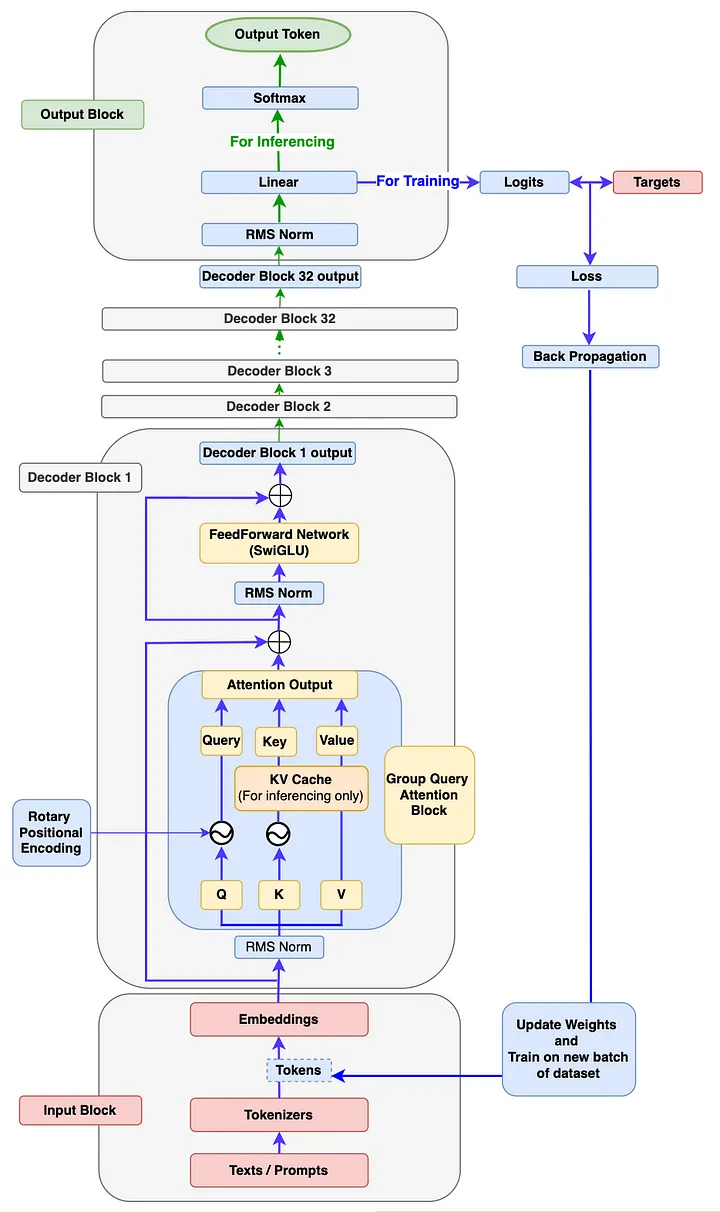 Output Token
Softmax
Output Block
For Inferencing
Linear
For Training
Logits
Targets
RMS Norm
Decoder Block 32 output
Loss
Decoder Block 32
Back Propagation
Decoder Block 3
Decoder Block 2
Decoder Block 1 output
Decoder Block 1
FeedForward Network
(SwiGLU)
RMS Norm
Attention Output
Query
Key
Value
KV Cache
(For inferencing only)
Group Query
Attention
Block
Rotary
Positional
Encoding
Q
K
V
RMS Norm
Embeddings
Update Weights
and
Train on new batch
of dataset
Tokens
Input Block
Tokenizers
Texts / Prompts